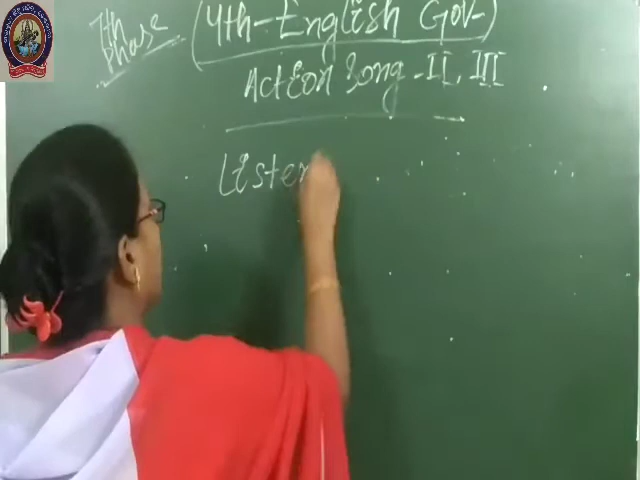 7th Phase
(4th-English Gov-)
Action Song - II, III
Listen